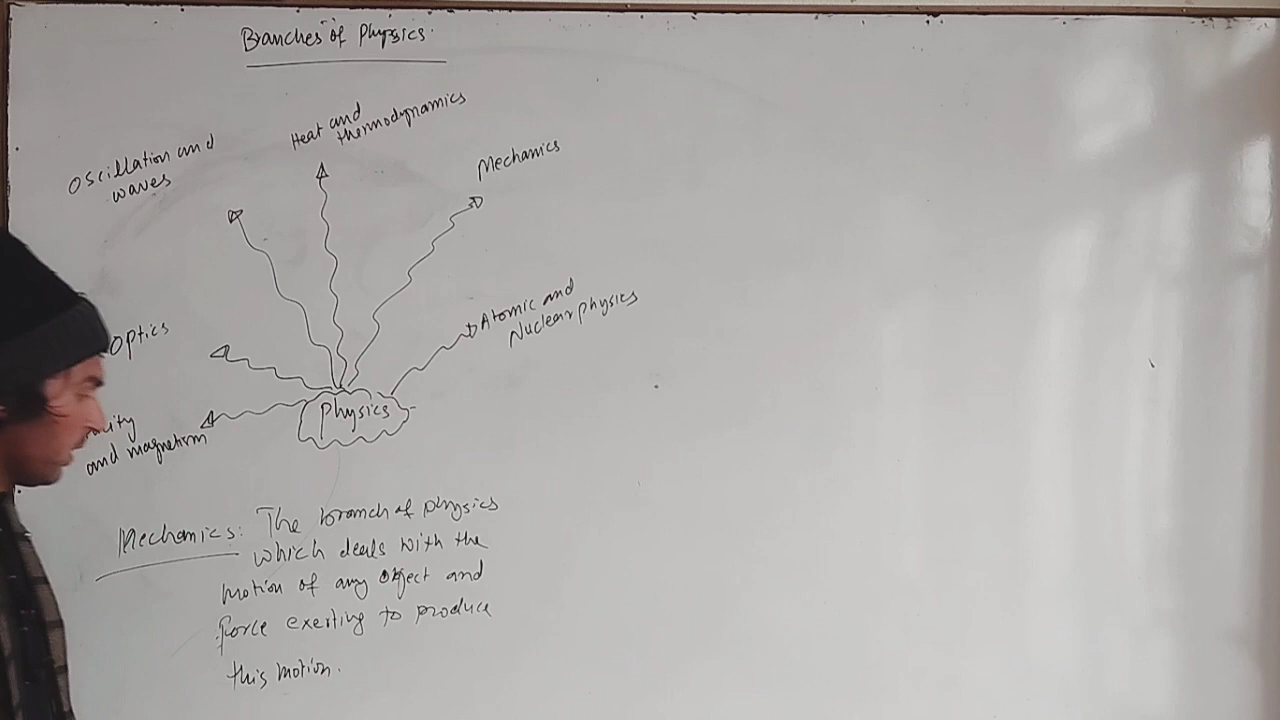 Branches of Physics.
Heat and
thermodynamics
Oscillation and
waves
Mechanics
Atomic and
Nuclear physics
Optics
and magnetism
Physics
Mechanics: The branch of physics
which deals with the
motion of any object and
force exerting to produce
this motion.